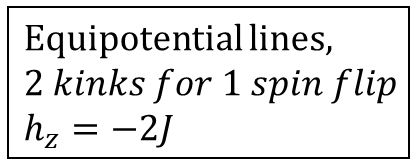 Equipotential lines,
2 kinks for 1 spin flip
h_z = −2J